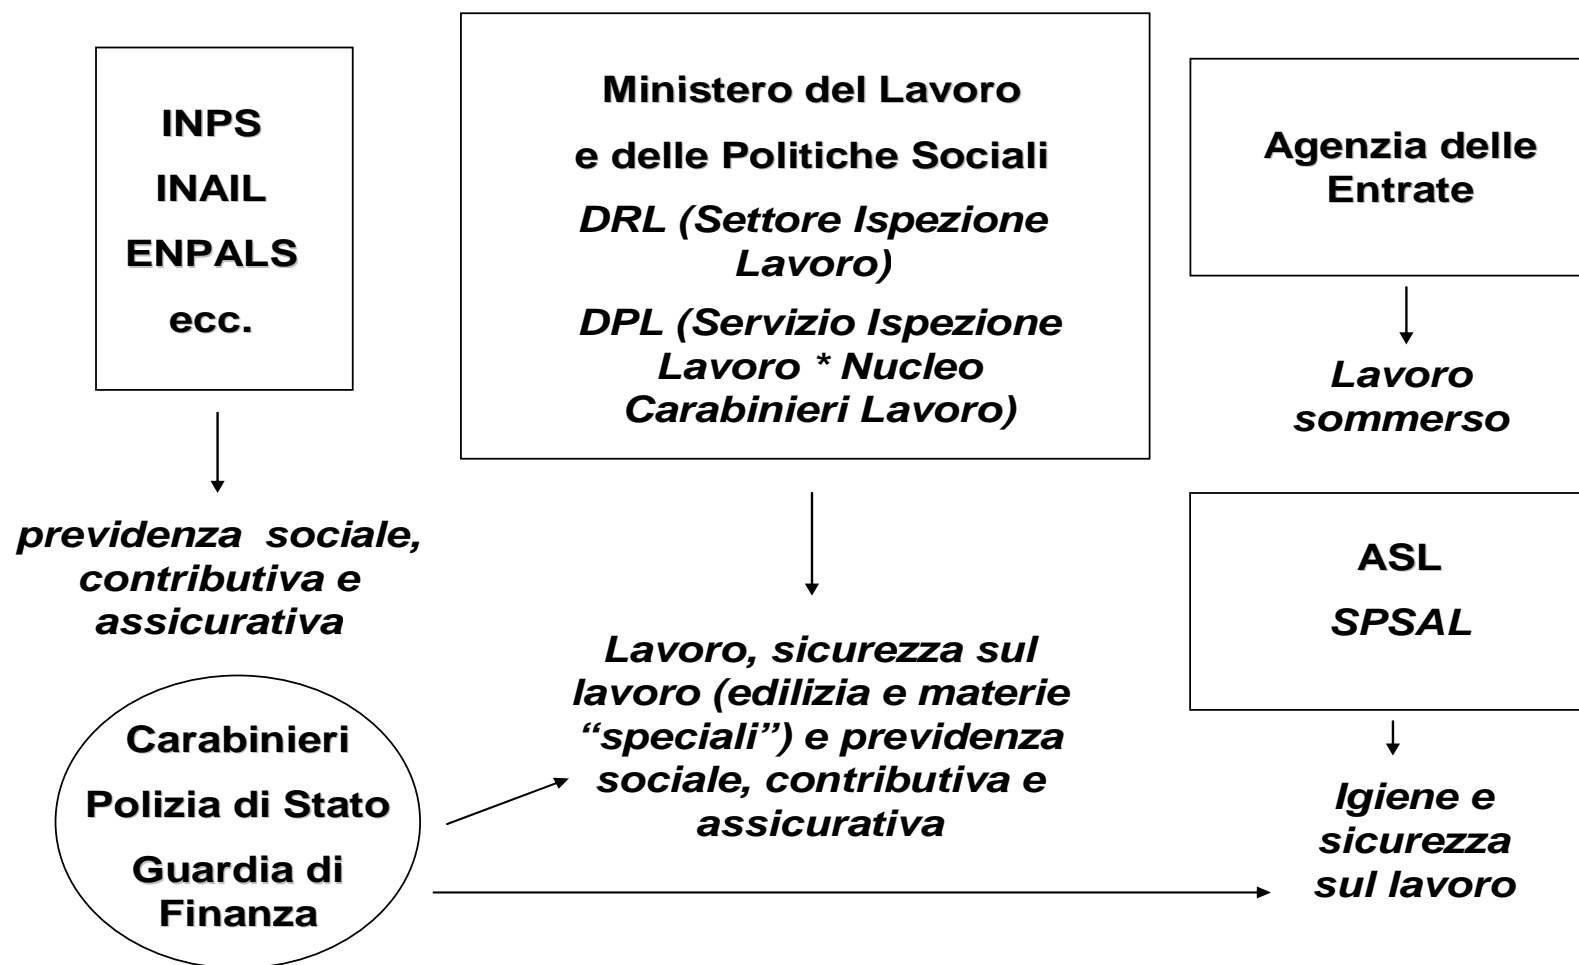 INPS
INAIL
ENPALS
ecc.
previdenza sociale,
contributiva e
assicurativa
Carabinieri
Polizia di Stato
Guardia di
Finanza
Ministero del Lavoro
e delle Politiche Sociali
DRL (Settore Ispezione
Lavoro)
DPL (Servizio Ispezione
Lavoro * Nucleo
Carabinieri Lavoro)
Lavoro, sicurezza sul
lavoro (edilizia e materie
“speciali”) e previdenza
sociale, contributiva e
assicurativa
Agenzia delle
Entrate
Lavoro
sommerso
ASL
SPSAL
Igiene e
sicurezza
sul lavoro